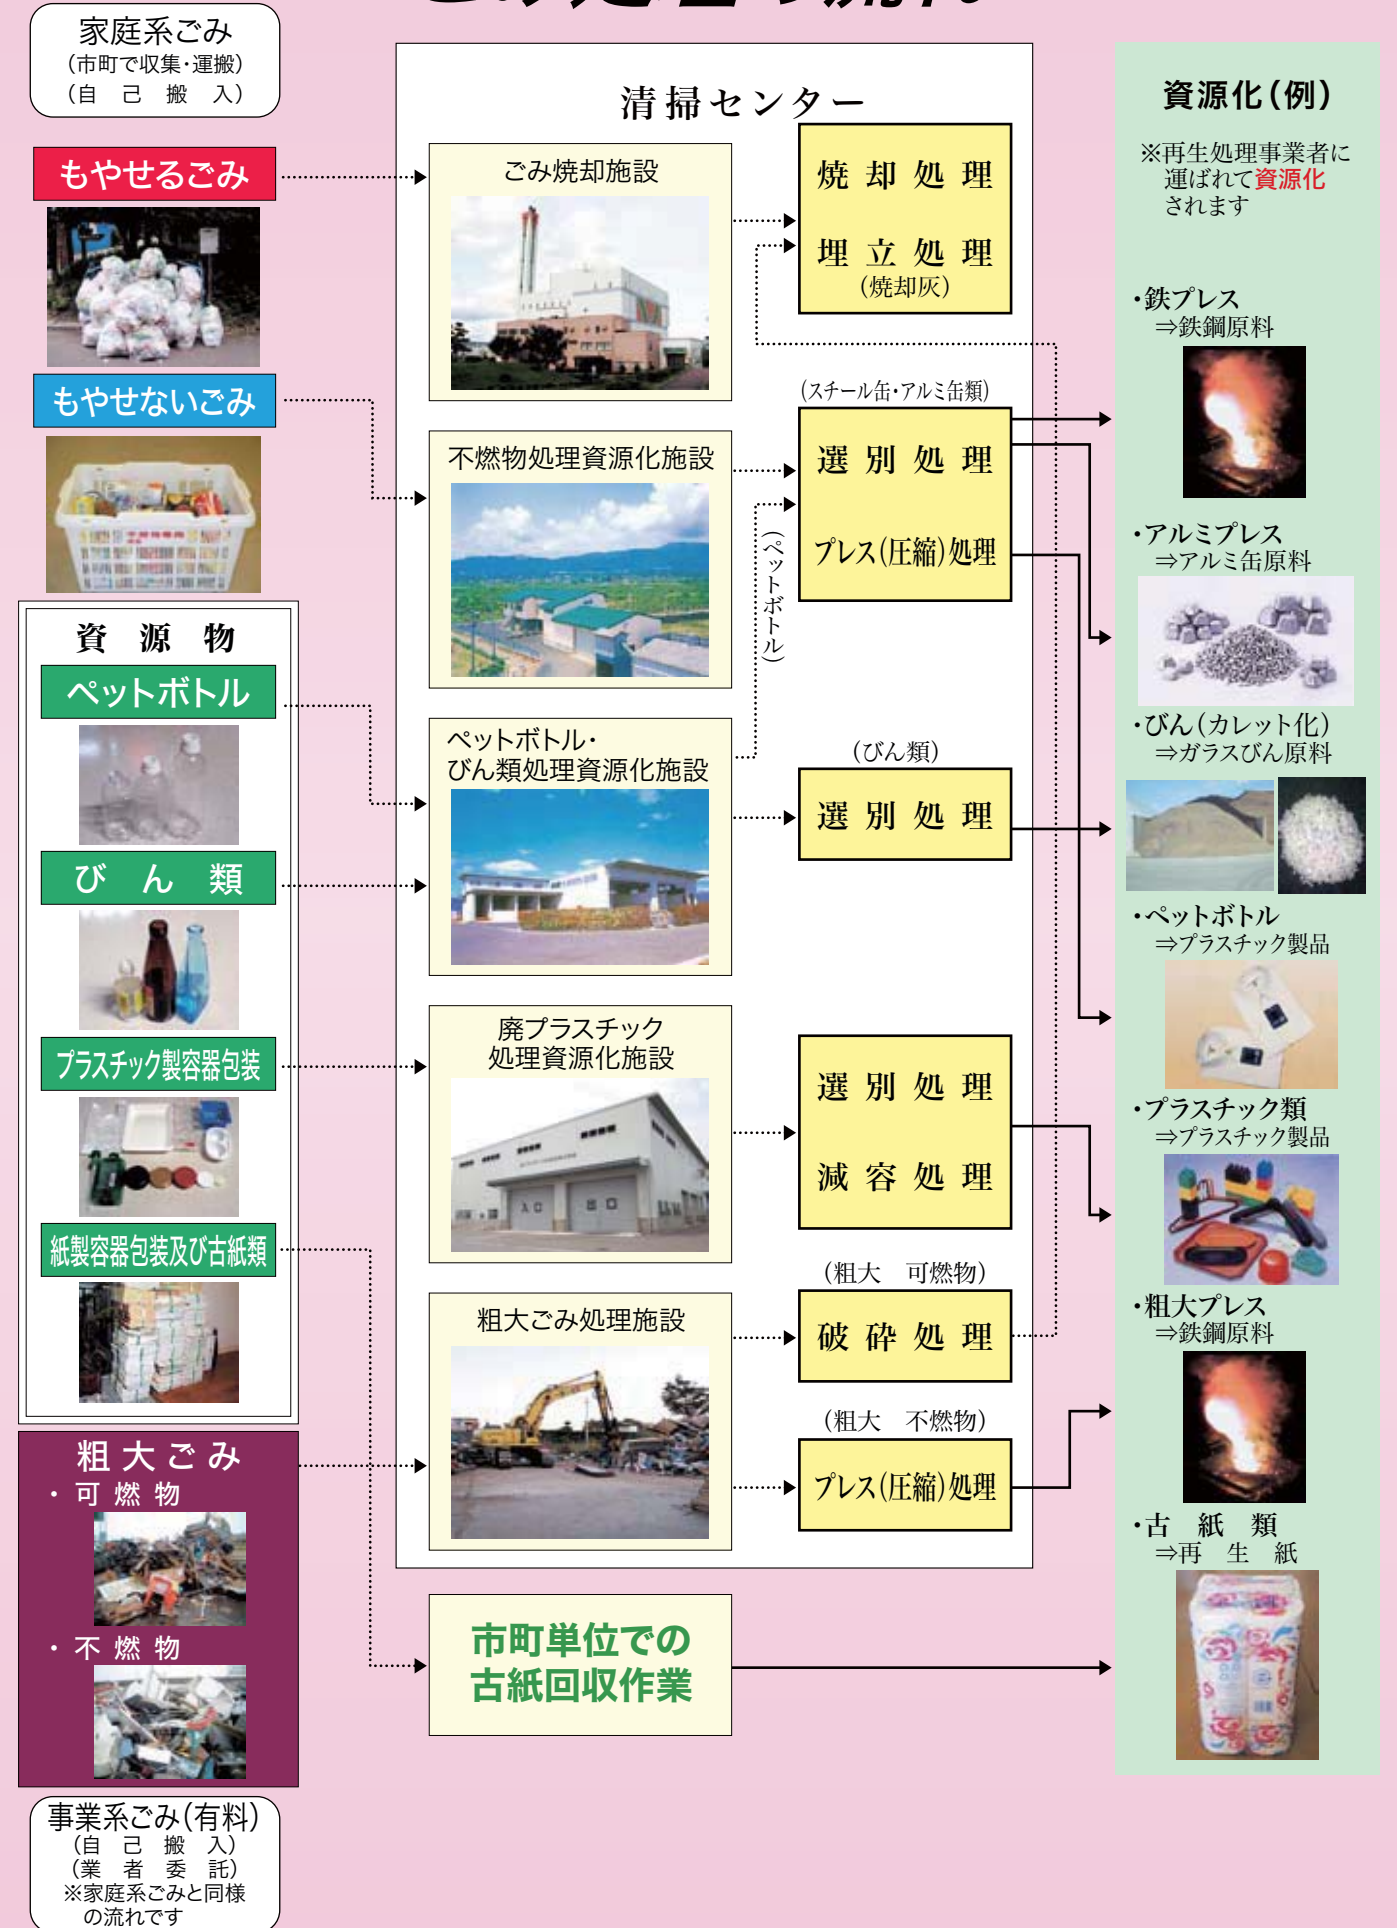 家庭系ごみ
(市町で収集・運搬)
(自 己 搬 入)
もやせるごみ
もやせないごみ
資 源 物
ペットボトル
び ん 類
プラスチック製容器包装
紙製容器包装及び古紙類
粗 大 ご み
・可 燃 物
・不 燃 物
事業系ごみ(有料)
(自 己 搬 入)
(業 者 委 託)
※家庭系ごみと同様
の流れです
清掃センター
ごみ焼却施設
不燃物処理資源化施設
ペットボトル・
びん類処理資源化施設
廃プラスチック
処理資源化施設
入口
出口
粗大ごみ処理施設
市町単位での
古紙回収作業
焼 却 処 理
埋 立 処 理
(焼却灰)
(スチール缶・アルミ缶類)
選 別 処 理
プレス(圧縮)処理
(ペットボトル)
(びん類)
選 別 処 理
選 別 処 理
減 容 処 理
(粗大 可燃物)
破 砕 処 理
(粗大 不燃物)
プレス(圧縮)処理
資源化(例)
※再生処理事業者に
運ばれて資源化
されます
・鉄プレス
⇒鉄鋼原料
・アルミプレス
⇒アルミ缶原料
・びん(カレット化)
⇒ガラスびん原料
・ペットボトル
⇒プラスチック製品
・プラスチック類
⇒プラスチック製品
・粗大プレス
⇒鉄鋼原料
・古 紙 類
⇒再 生 紙